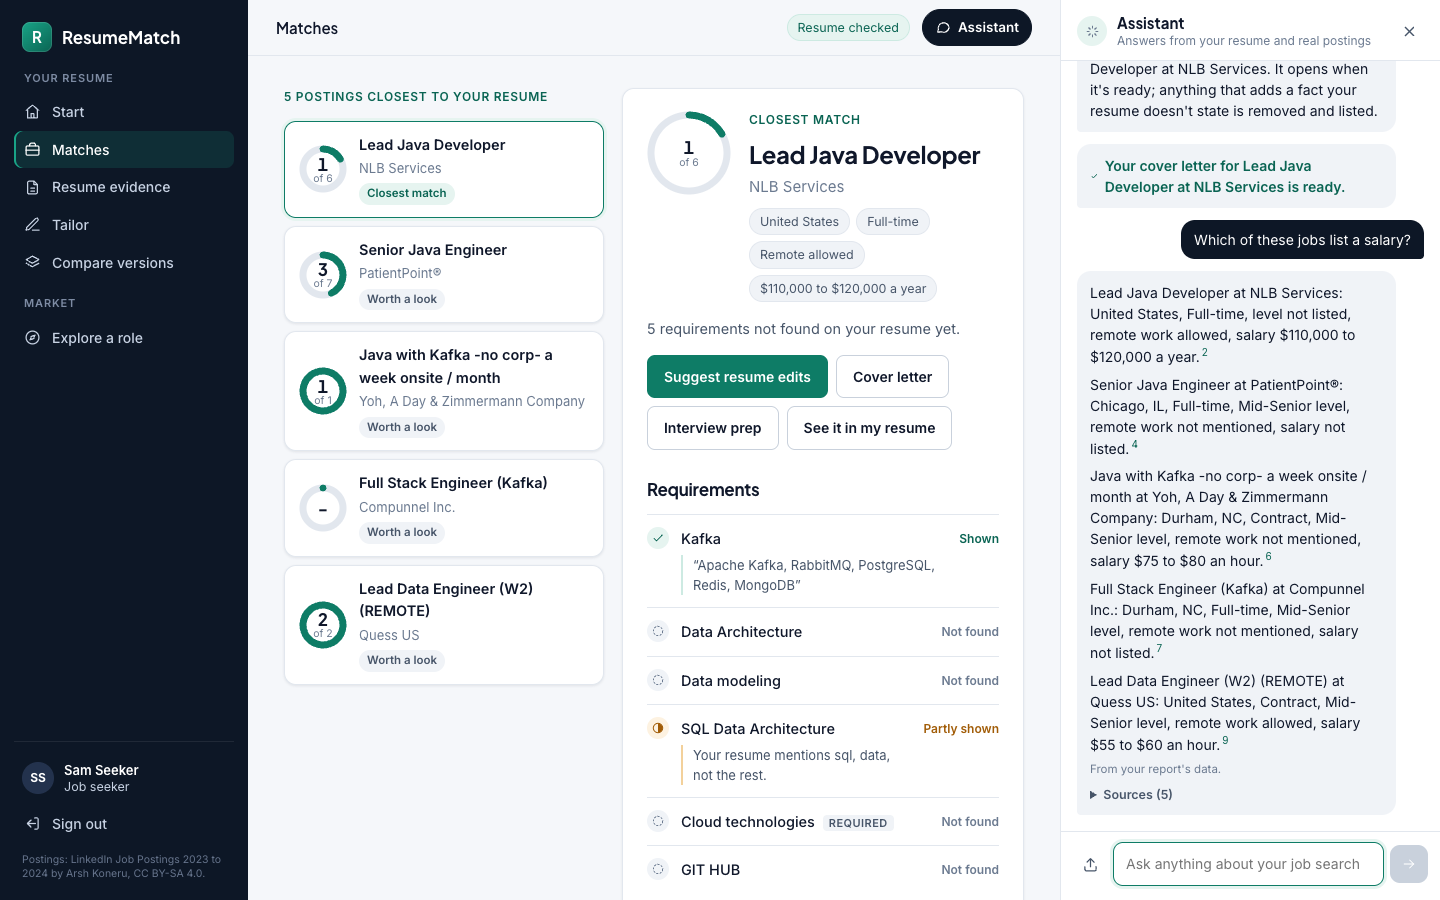 R
ResumeMatch
YOUR RESUME
Start
Matches
Resume evidence
Tailor
Compare versions
MARKET
Explore a role
SS
Sam Seeker
Job seeker
Sign out
Postings: LinkedIn Job Postings 2023 to
2024 by Arsh Koneru, CC BY-SA 4.0.
Matches
Resume checked
Assistant
5 POSTINGS CLOSEST TO YOUR RESUME
1
of 6
Lead Java Developer
NLB Services
Closest match
3
of 7
Senior Java Engineer
PatientPoint®
Worth a look
1
of 1
Java with Kafka -no corp- a
week onsite / month
Yoh, A Day & Zimmermann Company
Worth a look
-
Full Stack Engineer (Kafka)
Compunnel Inc.
Worth a look
2
of 2
Lead Data Engineer (W2)
(REMOTE)
Quess US
Worth a look
1
of 6
CLOSEST MATCH
Lead Java Developer
NLB Services
United States
Full-time
Remote allowed
$110,000 to $120,000 a year
5 requirements not found on your resume yet.
Suggest resume edits
Cover letter
Interview prep
See it in my resume
Requirements
Kafka
Shown
“Apache Kafka, RabbitMQ, PostgreSQL,
Redis, MongoDB”
Data Architecture
Not found
Data modeling
Not found
SQL Data Architecture
Partly shown
Your resume mentions sql, data,
not the rest.
Cloud technologies REQUIRED
Not found
GIT HUB
Not found
Assistant
Answers from your resume and real postings
Developer at NLB Services. It opens when
it's ready; anything that adds a fact your
resume doesn't state is removed and listed.
Your cover letter for Lead Java
Developer at NLB Services is ready.
Which of these jobs list a salary?
Lead Java Developer at NLB Services:
United States, Full-time, level not listed,
remote work allowed, salary $110,000 to
$120,000 a year. 2
Senior Java Engineer at PatientPoint®:
Chicago, IL, Full-time, Mid-Senior level,
remote work not mentioned, salary not
listed. 4
Java with Kafka -no corp- a week onsite /
month at Yoh, A Day & Zimmermann
Company: Durham, NC, Contract, Mid-
Senior level, remote work not mentioned,
salary $75 to $80 an hour. 6
Full Stack Engineer (Kafka) at Compunnel
Inc.: Durham, NC, Full-time, Mid-Senior
level, remote work not mentioned, salary
not listed. 7
Lead Data Engineer (W2) (REMOTE) at
Quess US: United States, Contract, Mid-
Senior level, remote work allowed, salary
$55 to $60 an hour. 9
From your report's data.
Sources (5)
Ask anything about your job search